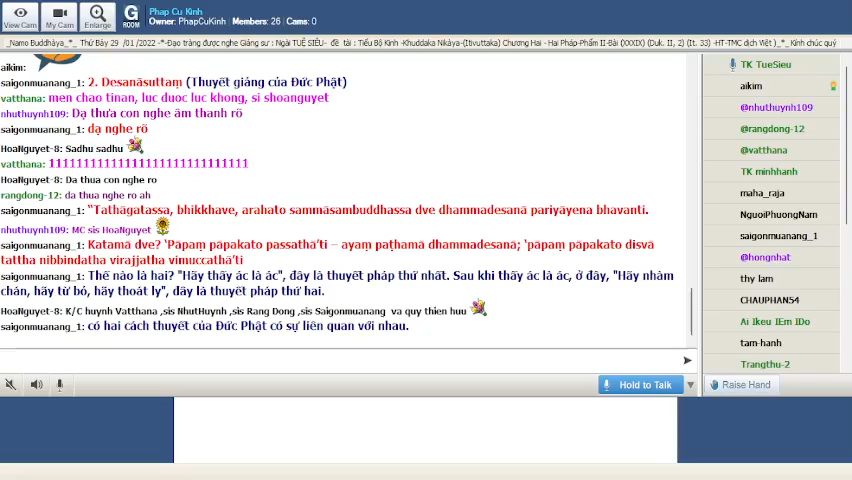 Phap Cu Kinh
Owner: PhapCuKinh | Members: 26 | Cams: 0
View Cam
My Cam
Enlarge
G ROOM
_Namo Buddhàya_*_ Thứ Bảy 29 /01 /2022 -*-Đạo tràng được nghe Giảng sư : Ngài TUỆ SIÊU- đề tài : Tiểu Bộ Kinh -Khuddaka Nikàya-(Itivuttaka) Chương Hai - Hai Pháp-Phẩm II-Bài (XXIX) (Duk. II, 2) (It. 33) -HT-TMC dịch Việt )_*_ Kính chúc quý
aikim:
saigonmuanang_1: 2. Desanāsuttaṃ (Thuyết giảng của Đức Phật)
vatthana: men chao tinan, luc duoc luc khong, si shoanguyet
nhuthuynh109: Dạ thưa con nghe âm thanh rõ
saigonmuanang_1: dạ nghe rõ
HoaNguyet-8: Sadhu sadhu
vatthana: 1111111111111111111111111111
HoaNguyet-8: Da thua con nghe ro
rangdong-12: da thua nghe ro ah
saigonmuanang_1: “Tathāgatassa, bhikkhave, arahato sammāsambuddhassa dve dhammadesanā pariyāyena bhavanti.
nhuthuynh109: MC sis HoaNguyet
saigonmuanang_1: Katamā dve? ‘Pāpaṃ pāpakato passathā’ti – ayaṃ paṭhamā dhammadesanā; ‘pāpaṃ pāpakato disvā
tattha nibbindatha virajjatha vimuccathā’ti
saigonmuanang_1: Thế nào là hai? "Hãy thấy ác là ác", đây là thuyết pháp thứ nhất. Sau khi thấy ác là ác, ở đây, "Hãy nhàm
chán, hãy từ bỏ, hãy thoát ly", đây là thuyết pháp thứ hai.
HoaNguyet-8: K/C huynh Vatthana ,sis NhutHuynh ,sis Rang Dong ,sis Saigonmuanang va quy thien huu
saigonmuanang_1: có hai cách thuyết của Đức Phật có sự liên quan với nhau.
TK TueSieu
aikim
@nhuthuynh109
@rangdong-12
@vatthana
TK minhhanh
maha_raja
NguoiPhuongNam
saigonmuanang_1
@hongnhat
thy lam
CHAUPHAN54
Ai Ikeu IEm IDo
tam-hanh
Trangthu-2
Hold to Talk
Raise Hand